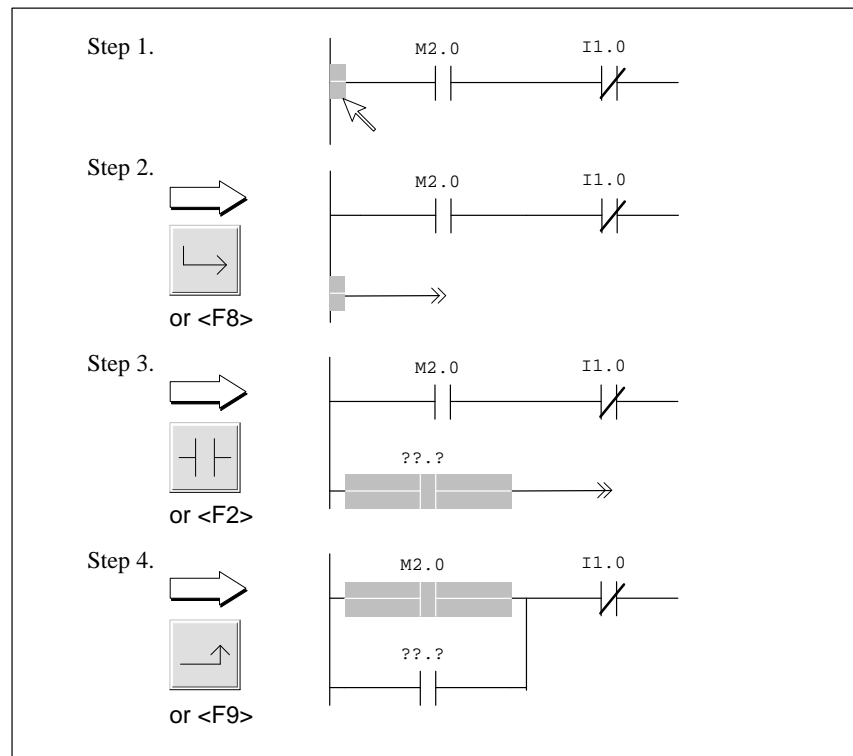 Step 1.
M2.0 I1.0
Step 2.
M2.0 I1.0
or <F8>
Step 3.
M2.0 I1.0
??.?
or <F2>
Step 4.
M2.0 I1.0
??.?
or <F9>